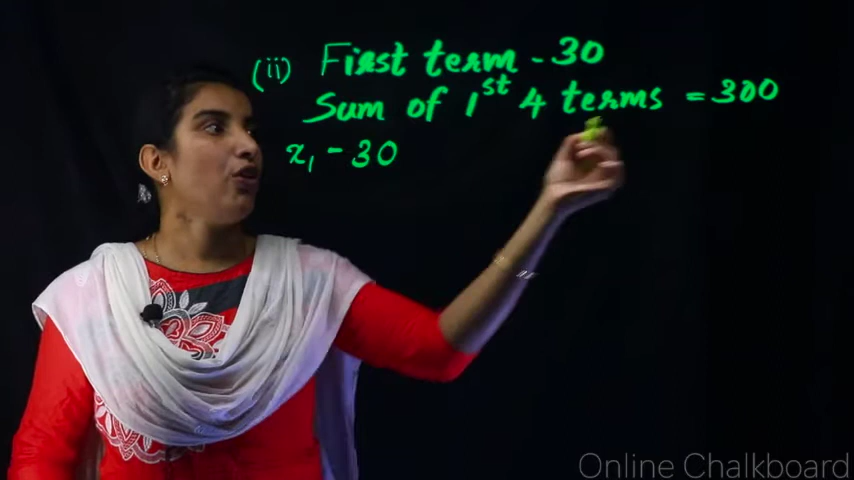 (ii) First term - 30
Sum of 1st 4 terms = 300
x₁ - 30
Online Chalkboard